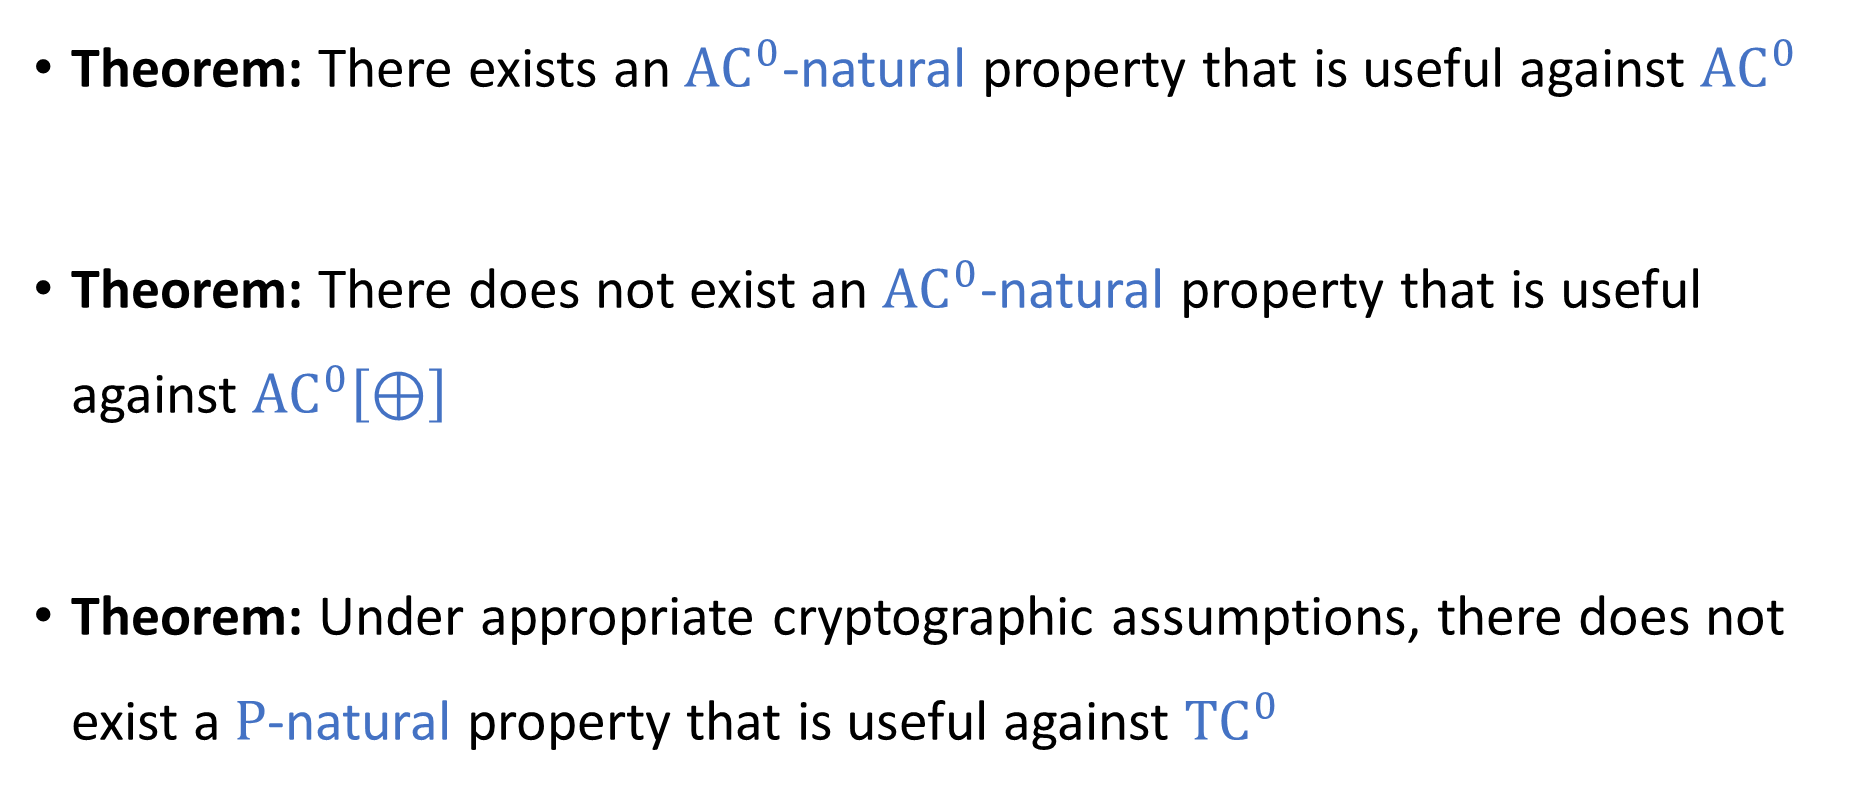 • Theorem: There exists an AC⁰-natural property that is useful against AC⁰
• Theorem: There does not exist an AC⁰-natural property that is useful
against AC⁰[⊕]
• Theorem: Under appropriate cryptographic assumptions, there does not
exist a P-natural property that is useful against TC⁰